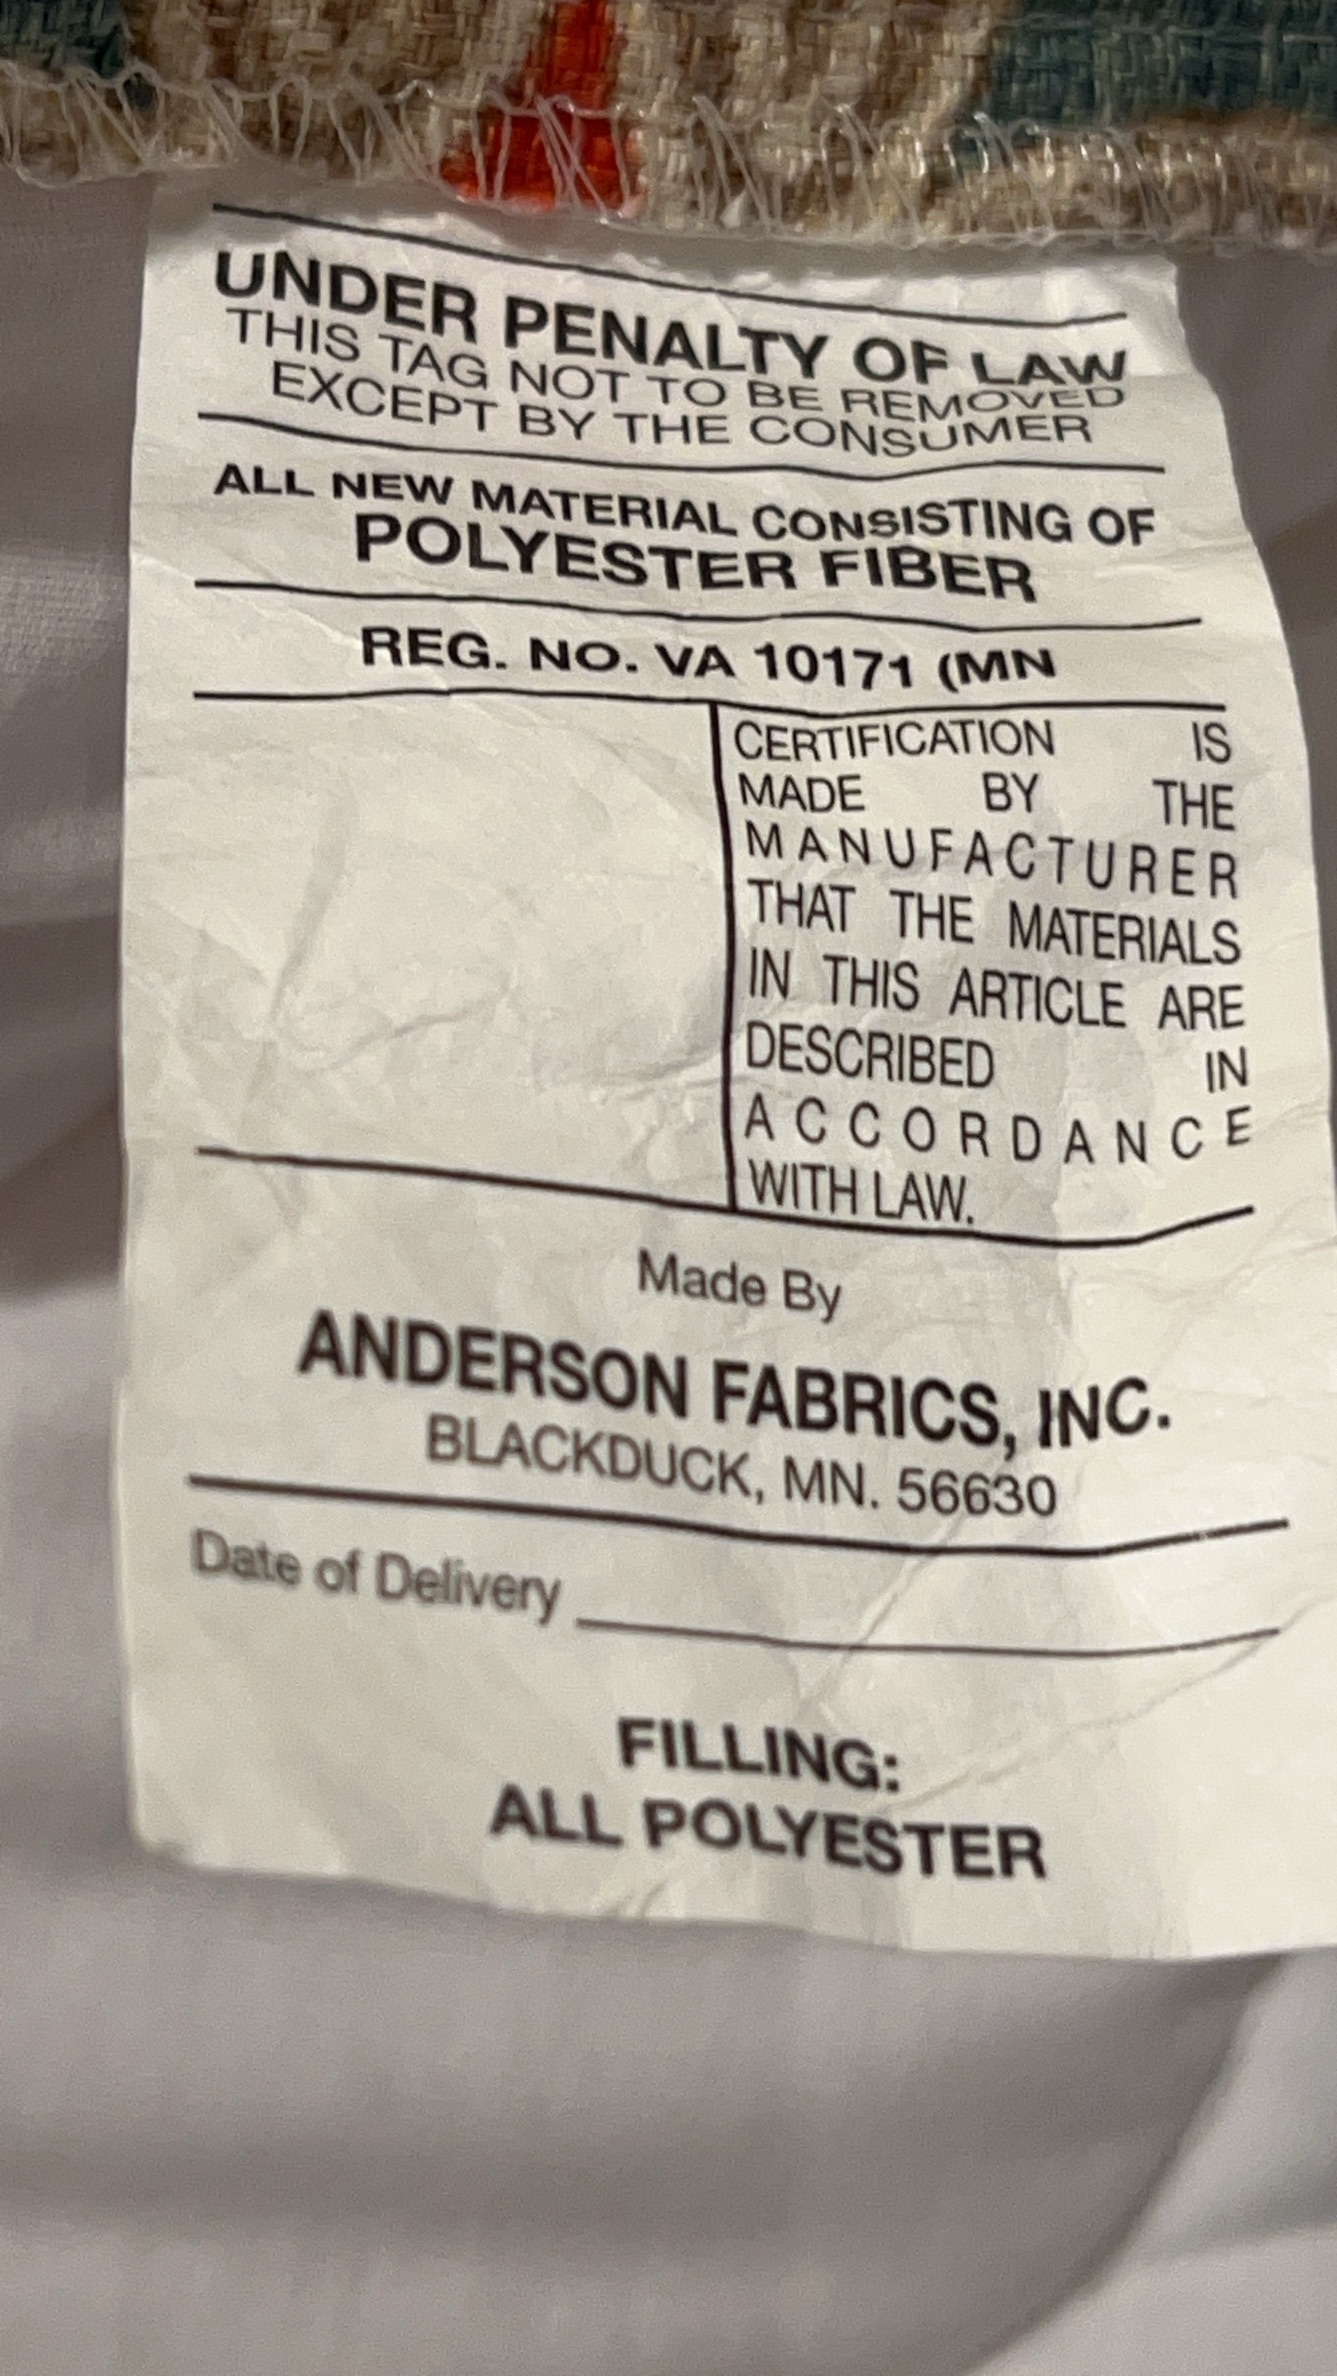 UNDER PENALTY OF LAW
THIS TAG NOT TO BE REMOVED
EXCEPT BY THE CONSUMER
ALL NEW MATERIAL CONSISTING OF
POLYESTER FIBER
REG. NO. VA 10171 (MN
CERTIFICATION IS
MADE BY THE
MANUFACTURER
THAT THE MATERIALS
IN THIS ARTICLE ARE
DESCRIBED IN
ACCORDANCE
WITH LAW.
Made By
ANDERSON FABRICS, INC.
BLACKDUCK, MN. 56630
Date of Delivery
FILLING:
ALL POLYESTER